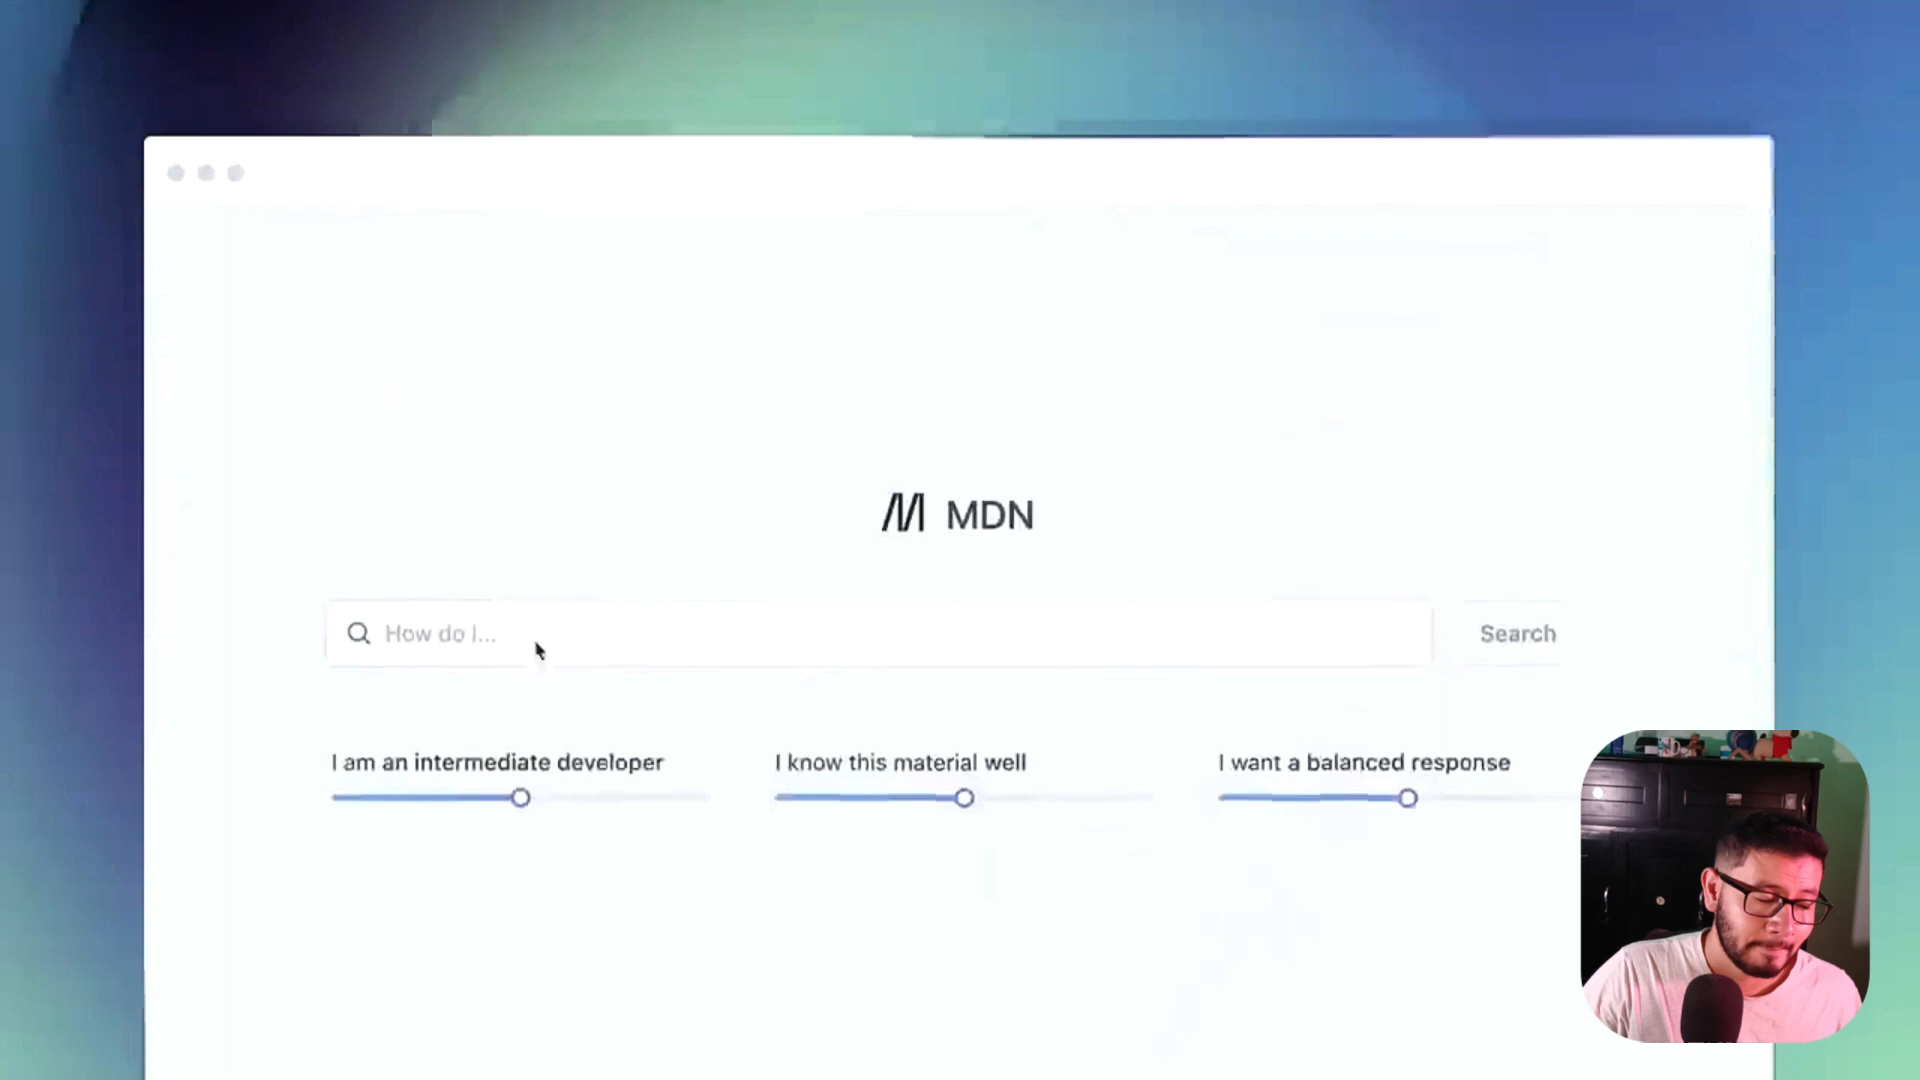 MDN
How do I...
Search
I am an intermediate developer
I know this material well
I want a balanced response